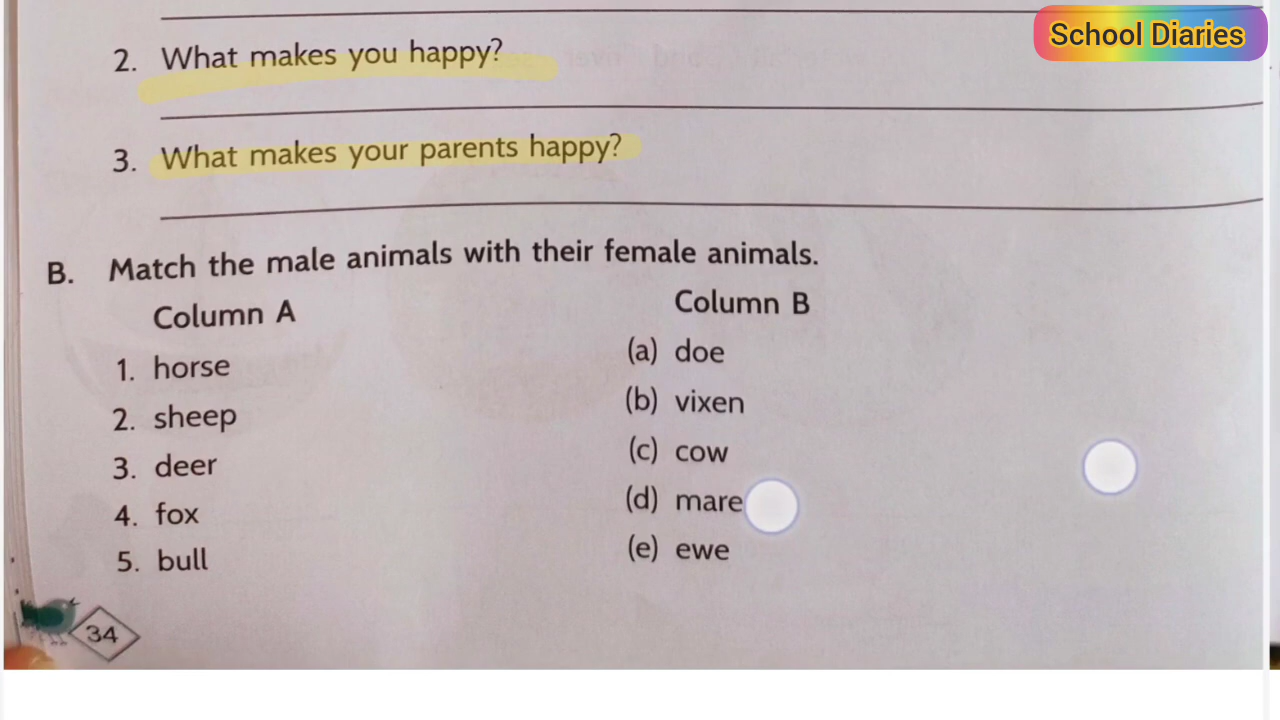 School Diaries
2. What makes you happy?
3. What makes your parents happy?
B. Match the male animals with their female animals.
Column A Column B
1. horse (a) doe
2. sheep (b) vixen
3. deer (c) cow
4. fox (d) mare
5. bull (e) ewe
34